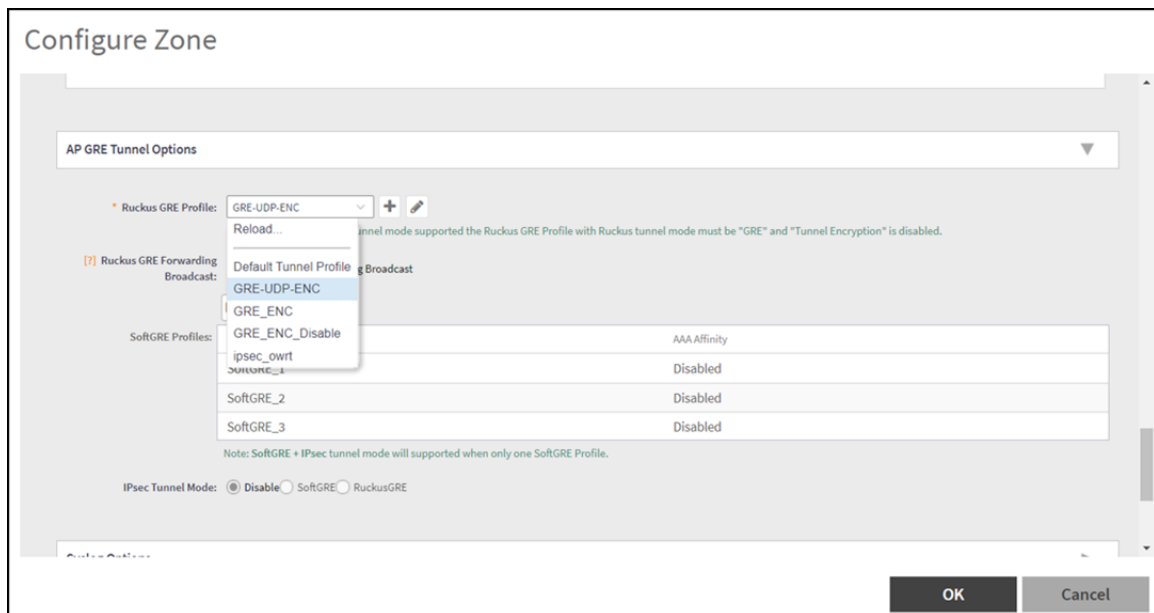 Configure Zone
AP GRE Tunnel Options
* Ruckus GRE Profile: GRE-UDP-ENC
Reload...
unnel mode supported the Ruckus GRE Profile with Ruckus tunnel mode must be "GRE" and "Tunnel Encryption" is disabled.
[?] Ruckus GRE Forwarding
Broadcast:
Default Tunnel Profile
g Broadcast
GRE-UDP-ENC
GRE_ENC
GRE_ENC_Disable
ipsec_owrt
SoftGRE Profiles:
AAA Affinity
SoftGRE_1 Disabled
SoftGRE_2 Disabled
SoftGRE_3 Disabled
Note: SoftGRE + IPsec tunnel mode will supported when only one SoftGRE Profile.
IPsec Tunnel Mode: Disable SoftGRE RuckusGRE
Syslog Options
OK Cancel